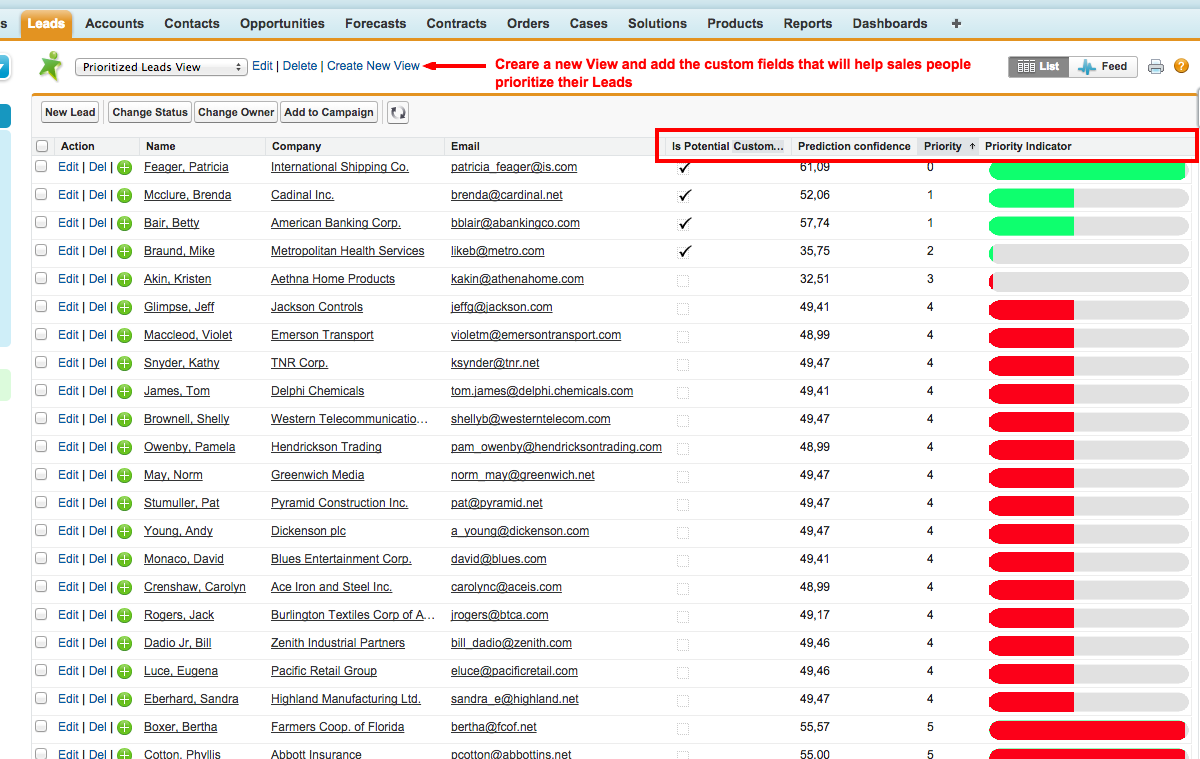 s Leads Accounts Contacts Opportunities Forecasts Contracts Orders Cases Solutions Products Reports Dashboards +
Prioritized Leads View Edit | Delete | Create New View Creare a new View and add the custom fields that will help sales people
prioritize their Leads
List Feed ?
New Lead Change Status Change Owner Add to Campaign
Action Name Company Email Is Potential Custom... Prediction confidence Priority ↑ Priority Indicator
Edit | Del | Feager, Patricia International Shipping Co. patricia_feager@is.com 61,09 0
Edit | Del | Mcclure, Brenda Cadinal Inc. brenda@cardinal.net 52,06 1
Edit | Del | Bair, Betty American Banking Corp. bblair@abankingco.com 57,74 1
Edit | Del | Braund, Mike Metropolitan Health Services likeb@metro.com 35,75 2
Edit | Del | Akin, Kristen Aethna Home Products kakin@athenahome.com 32,51 3
Edit | Del | Glimpse, Jeff Jackson Controls jeffg@jackson.com 49,41 4
Edit | Del | Maccleod, Violet Emerson Transport violetm@emersontransport.com 48,99 4
Edit | Del | Snyder, Kathy TNR Corp. ksynder@tnr.net 49,47 4
Edit | Del | James, Tom Delphi Chemicals tom.james@delphi.chemicals.com 49,41 4
Edit | Del | Brownell, Shelly Western Telecommunicatio... shellyb@westerntelecom.com 49,47 4
Edit | Del | Owenby, Pamela Hendrickson Trading pam_owenby@hendricksontrading.com 48,99 4
Edit | Del | May, Norm Greenwich Media norm_may@greenwich.net 49,47 4
Edit | Del | Stumuller, Pat Pyramid Construction Inc. pat@pyramid.net 49,47 4
Edit | Del | Young, Andy Dickenson plc a_young@dickenson.com 49,47 4
Edit | Del | Monaco, David Blues Entertainment Corp. david@blues.com 49,41 4
Edit | Del | Crenshaw, Carolyn Ace Iron and Steel Inc. carolync@aceis.com 48,99 4
Edit | Del | Rogers, Jack Burlington Textiles Corp of A... jrogers@btca.com 49,17 4
Edit | Del | Dadio Jr, Bill Zenith Industrial Partners bill_dadio@zenith.com 49,46 4
Edit | Del | Luce, Eugena Pacific Retail Group eluce@pacificretail.com 49,46 4
Edit | Del | Eberhard, Sandra Highland Manufacturing Ltd. sandra_e@highland.net 49,47 4
Edit | Del | Boxer, Bertha Farmers Coop. of Florida bertha@fcof.net 55,57 5
Edit | Del | Cotton, Phyllis Abbott Insurance pcotton@abbottins.net 55,00 5